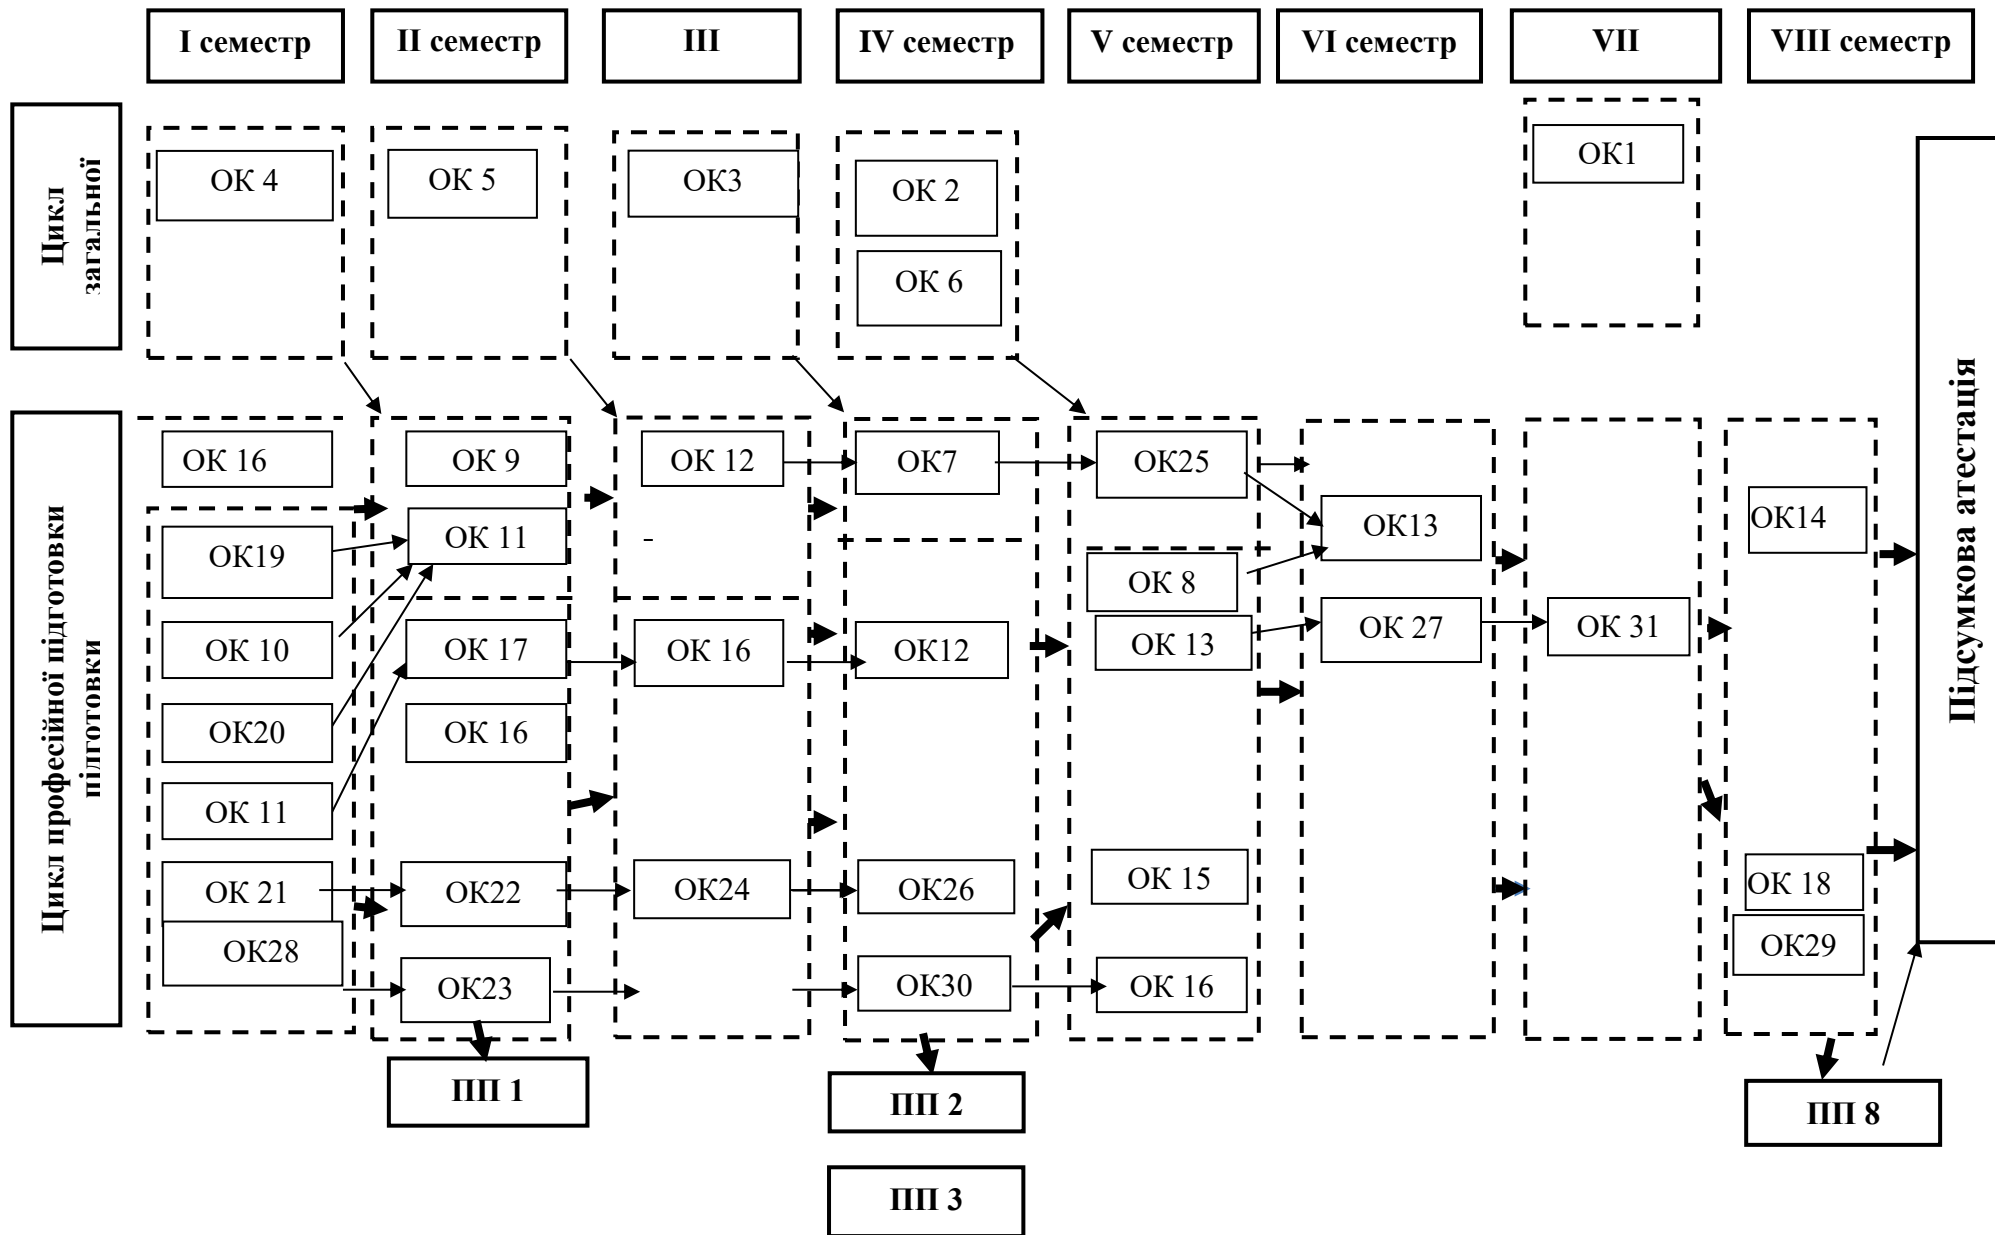 І семестр
ІІ семестр
ІІІ
IV семестр
V семестр
VI семестр
VII
VIII семестр
Цикл
загальної
ОК 4
ОК 5
ОК3
ОК 2
ОК 6
ОК1
Підсумкова атестація
Цикл професійної підготовки
підготовки
ОК 16
ОК19
ОК 10
ОК20
ОК 11
ОК 21
ОК28
ОК 9
ОК 11
ОК 17
ОК 16
ОК22
ОК23
ОК 12
-
ОК 16
ОК24
ОК7
ОК12
ОК26
ОК30
ОК25
ОК 8
ОК 13
ОК 15
ОК 16
ОК13
ОК 27
ОК 31
ОК14
ОК 18
ОК29
ПП 1
ПП 2
ПП 3
ПП 8